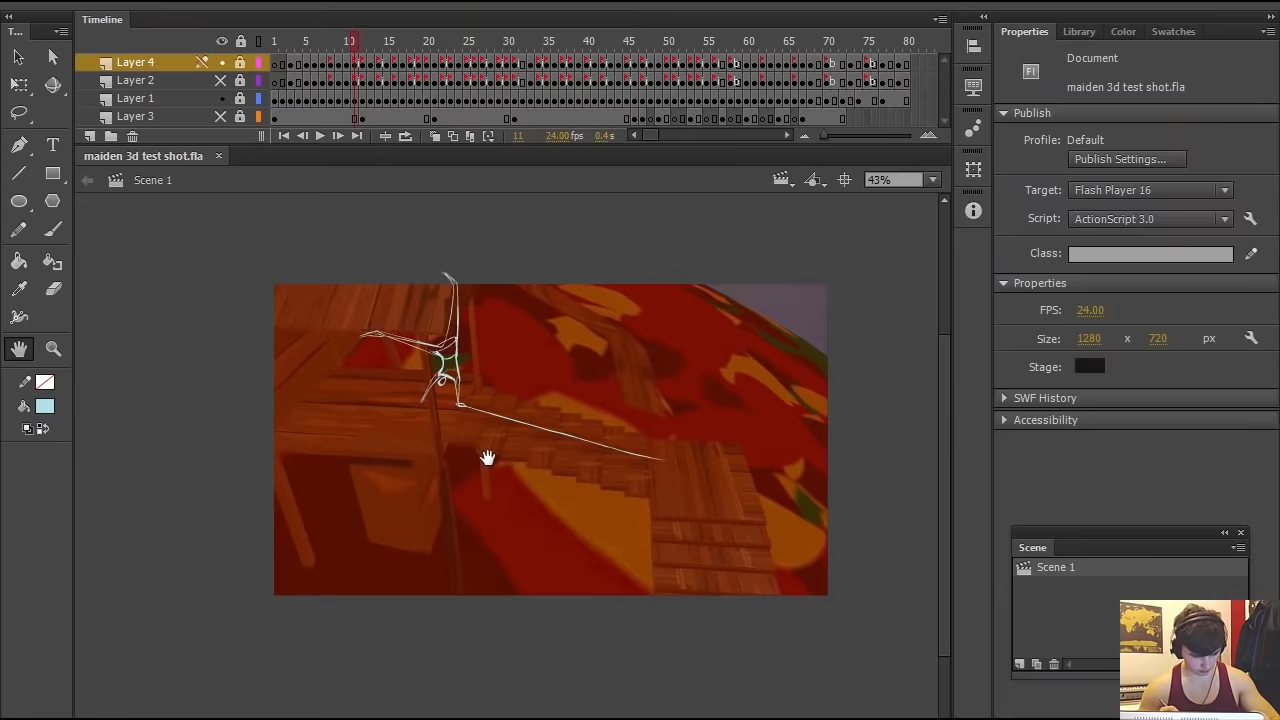 T...
Timeline
1 5 10 15 20 25 30 35 40 45 50 55 60 65 70 75 80
Layer 4
Layer 2
Layer 1
Layer 3
11 24.00 fps 0.4 s
maiden 3d test shot.fla ×
Scene 1
43%
Properties Library Color Swatches
Document
Fl
maiden 3d test shot.fla
Publish
Profile: Default
Publish Settings...
Target: Flash Player 16
Script: ActionScript 3.0
Class:
Properties
FPS: 24.00
Size: 1280 x 720 px
Stage:
SWF History
Accessibility
Scene
Scene 1